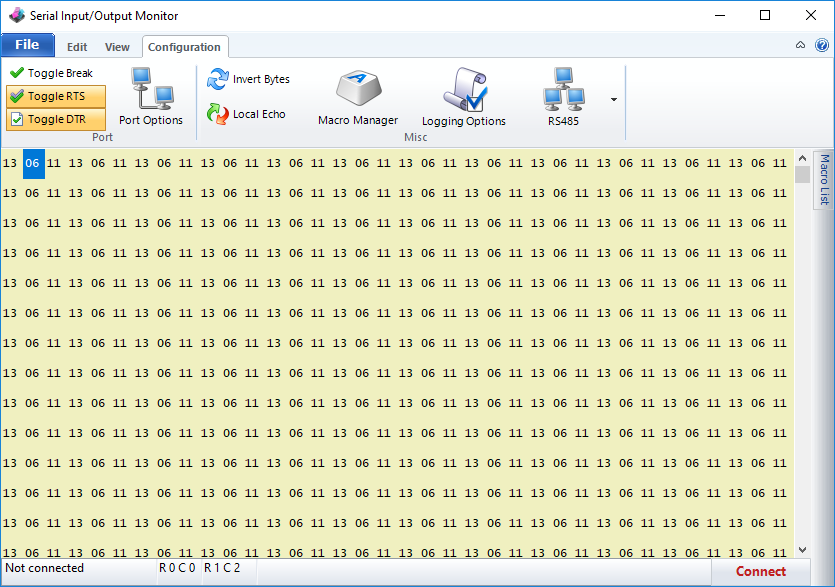 Serial Input/Output Monitor
File Edit View Configuration
Toggle Break
Toggle RTS
Toggle DTR
Port Options
Invert Bytes
Local Echo
Macro Manager
Logging Options
RS485
Port
Misc
13 06 11 13 06 11 13 06 11 13 06 11 13 06 11 13 06 11 13 06 11 13 06 11 13 06 11 13 06 11 13 06 11 13 06 11
13 06 11 13 06 11 13 06 11 13 06 11 13 06 11 13 06 11 13 06 11 13 06 11 13 06 11 13 06 11 13 06 11 13 06 11
13 06 11 13 06 11 13 06 11 13 06 11 13 06 11 13 06 11 13 06 11 13 06 11 13 06 11 13 06 11 13 06 11 13 06 11
13 06 11 13 06 11 13 06 11 13 06 11 13 06 11 13 06 11 13 06 11 13 06 11 13 06 11 13 06 11 13 06 11 13 06 11
13 06 11 13 06 11 13 06 11 13 06 11 13 06 11 13 06 11 13 06 11 13 06 11 13 06 11 13 06 11 13 06 11 13 06 11
13 06 11 13 06 11 13 06 11 13 06 11 13 06 11 13 06 11 13 06 11 13 06 11 13 06 11 13 06 11 13 06 11 13 06 11
13 06 11 13 06 11 13 06 11 13 06 11 13 06 11 13 06 11 13 06 11 13 06 11 13 06 11 13 06 11 13 06 11 13 06 11
13 06 11 13 06 11 13 06 11 13 06 11 13 06 11 13 06 11 13 06 11 13 06 11 13 06 11 13 06 11 13 06 11 13 06 11
13 06 11 13 06 11 13 06 11 13 06 11 13 06 11 13 06 11 13 06 11 13 06 11 13 06 11 13 06 11 13 06 11 13 06 11
13 06 11 13 06 11 13 06 11 13 06 11 13 06 11 13 06 11 13 06 11 13 06 11 13 06 11 13 06 11 13 06 11 13 06 11
13 06 11 13 06 11 13 06 11 13 06 11 13 06 11 13 06 11 13 06 11 13 06 11 13 06 11 13 06 11 13 06 11 13 06 11
13 06 11 13 06 11 13 06 11 13 06 11 13 06 11 13 06 11 13 06 11 13 06 11 13 06 11 13 06 11 13 06 11 13 06 11
13 06 11 13 06 11 13 06 11 13 06 11 13 06 11 13 06 11 13 06 11 13 06 11 13 06 11 13 06 11 13 06 11 13 06 11
13 06 11 13 06 11 13 06 11 13 06 11 13 06 11 13 06 11 13 06 11 13 06 11 13 06 11 13 06 11 13 06 11 13 06 11
Macro List
Not connected
R 0 C 0
R 1 C 2
Connect